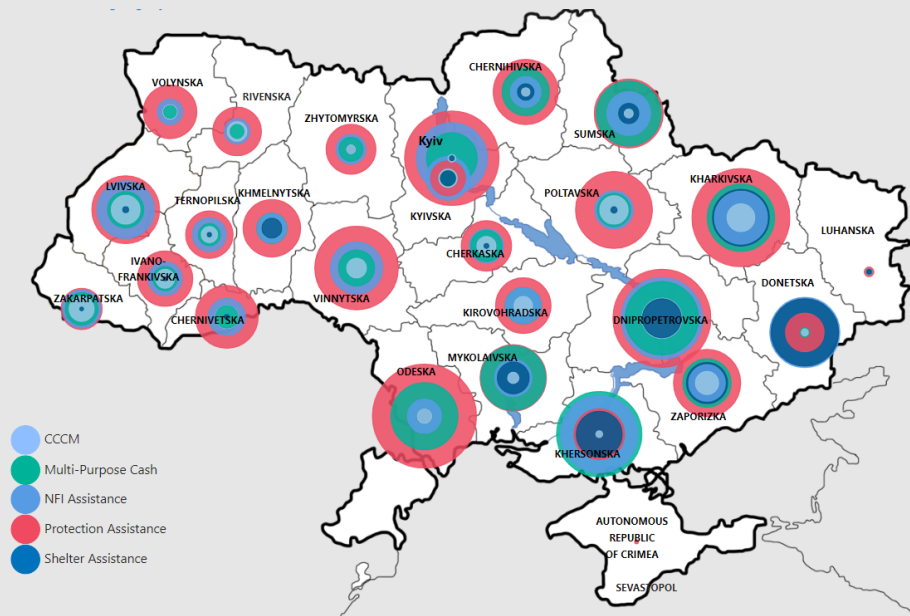 CHERNIHIVSKA
VOLYNSKA
RIVENSKA
ZHYTOMYRSKA
Kyiv
SUMSKA
LVIVSKA
TERNOPILSKA
KHMELNYTSKA
KYIVSKA
POLTAVSKA
KHARKIVSKA
LUHANSKA
CHERKASKA
IVANO-
FRANKIVSKA
ZAKARPATSKA
CHERNIVETSKA
VINNYTSKA
KIROVOHRADSKA
DNIPROPETROVSKA
DONETSKA
MYKOLAIVSKA
ODESKA
ZAPORIZKA
KHERSONSKA
CCCM
Multi-Purpose Cash
NFI Assistance
Protection Assistance
Shelter Assistance
AUTONOMOUS
REPUBLIC
OF CRIMEA
SEVASTOPOL